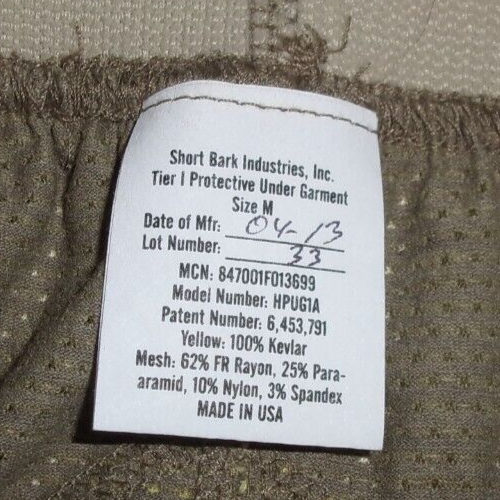 Short Bark Industries, Inc.
Tier I Protective Under Garment
Size M
Date of Mfr: 04-13
Lot Number: 33
MCN: 847001F013699
Model Number: HPUG1A
Patent Number: 6,453,791
Yellow: 100% Kevlar
Mesh: 62% FR Rayon, 25% Para-
aramid, 10% Nylon, 3% Spandex
MADE IN USA